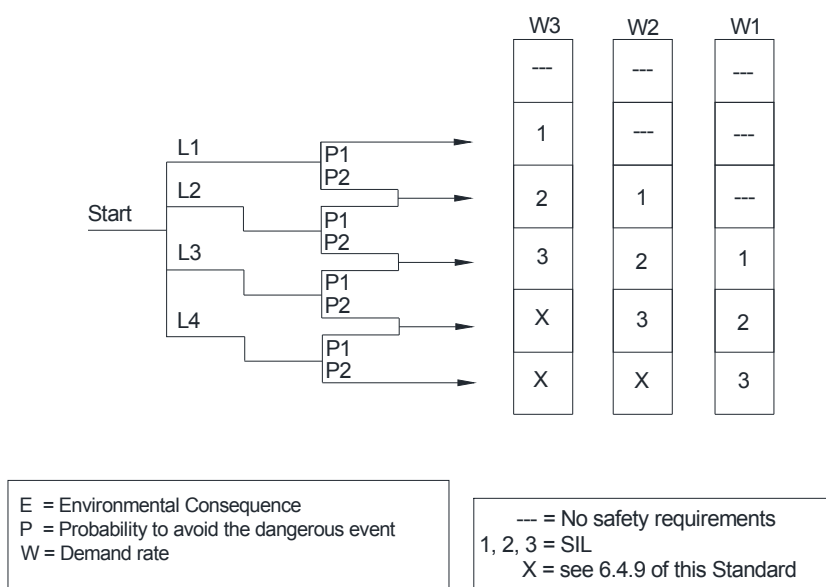 W3 W2 W1
--- --- ---
L1 P1 1 --- ---
P2
L2 2 1 ---
Start P1
P2
L3 3 2 1
P1
P2
L4 X 3 2
P1
P2 X X 3
E = Environmental Consequence
P = Probability to avoid the dangerous event
W = Demand rate
--- = No safety requirements
1, 2, 3 = SIL
X = see 6.4.9 of this Standard